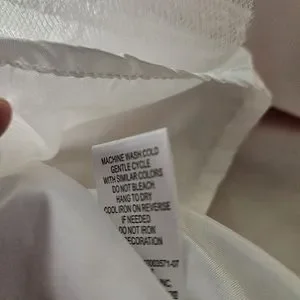 MACHINE WASH COLD
GENTLE CYCLE
WITH SIMILAR COLORS
DO NOT BLEACH
HANG TO DRY
COOL IRON ON REVERSE
IF NEEDED
DO NOT IRON
DECORATION
INC.